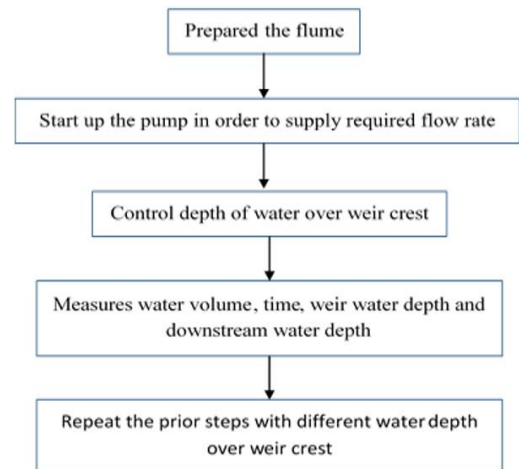 Prepared the flume
Start up the pump in order to supply required flow rate
Control depth of water over weir crest
Measures water volume, time, weir water depth and
downstream water depth
Repeat the prior steps with different water depth
over weir crest